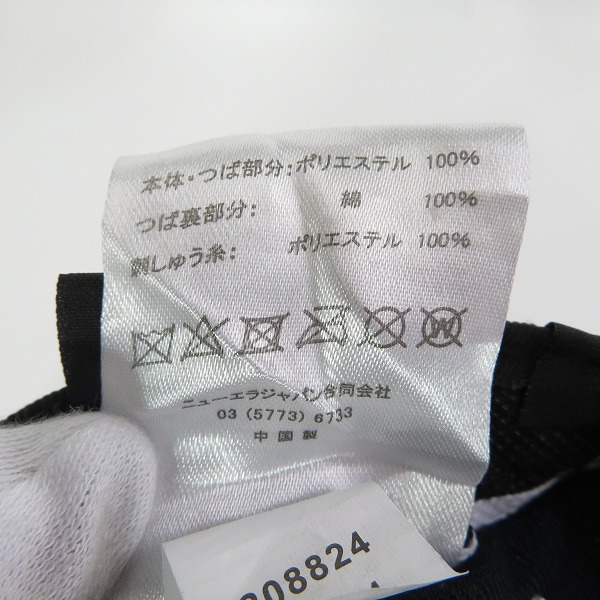 本体・つば部分:ポリエステル 100%
つば裏部分: 綿 100%
刺しゅう糸: ポリエステル 100%
ニューエラジャパン合同会社
03 (5773) 6733
中国製
808824